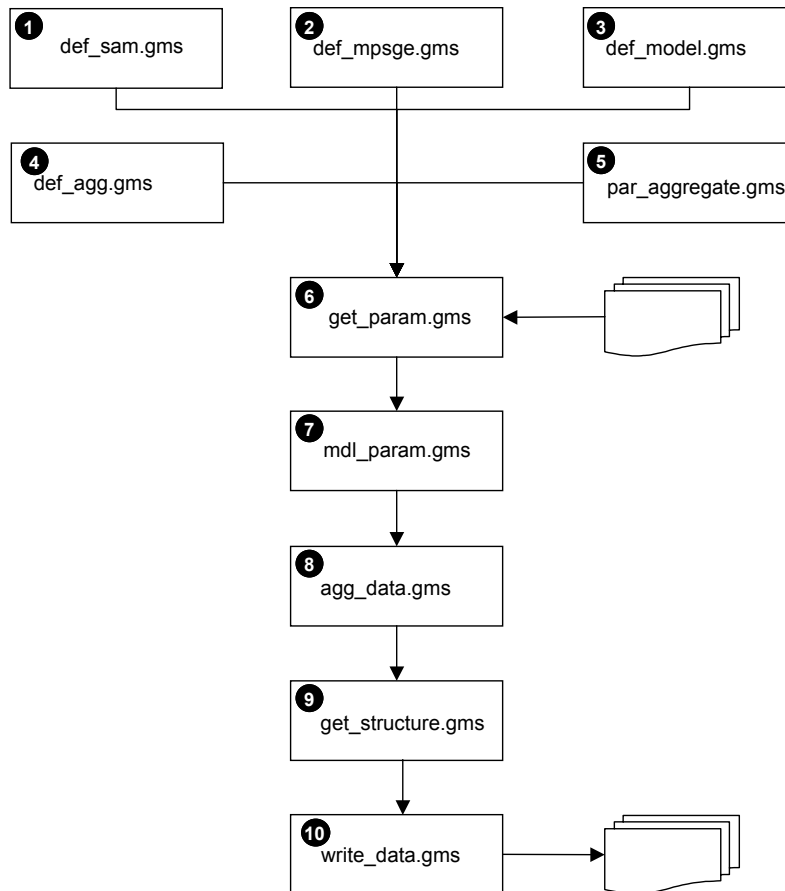 1
def_sam.gms
2
def_mpsge.gms
3
def_model.gms
4
def_agg.gms
5
par_aggregate.gms
6
get_param.gms
7
mdl_param.gms
8
agg_data.gms
9
get_structure.gms
10
write_data.gms